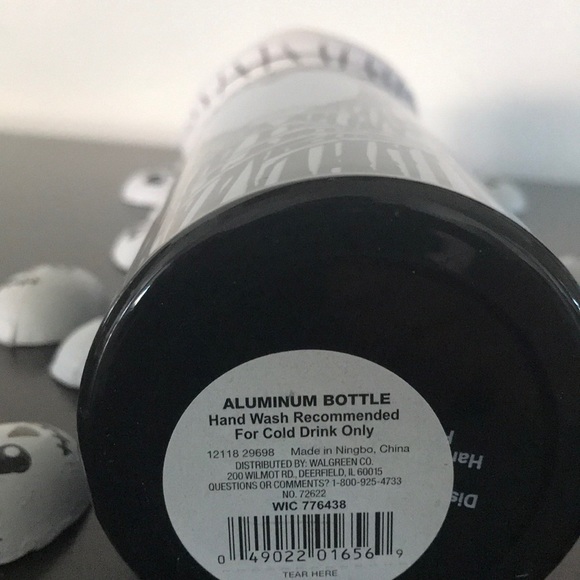 ALUMINUM BOTTLE
Hand Wash Recommended
For Cold Drink Only
12118 29698 Made in Ningbo, China
DISTRIBUTED BY: WALGREEN CO.
200 WILMOT RD., DEERFIELD, IL 60015
QUESTIONS OR COMMENTS? 1-800-925-4733
NO. 72622
WIC 776438
0 49022 01656 9
TEAR HERE